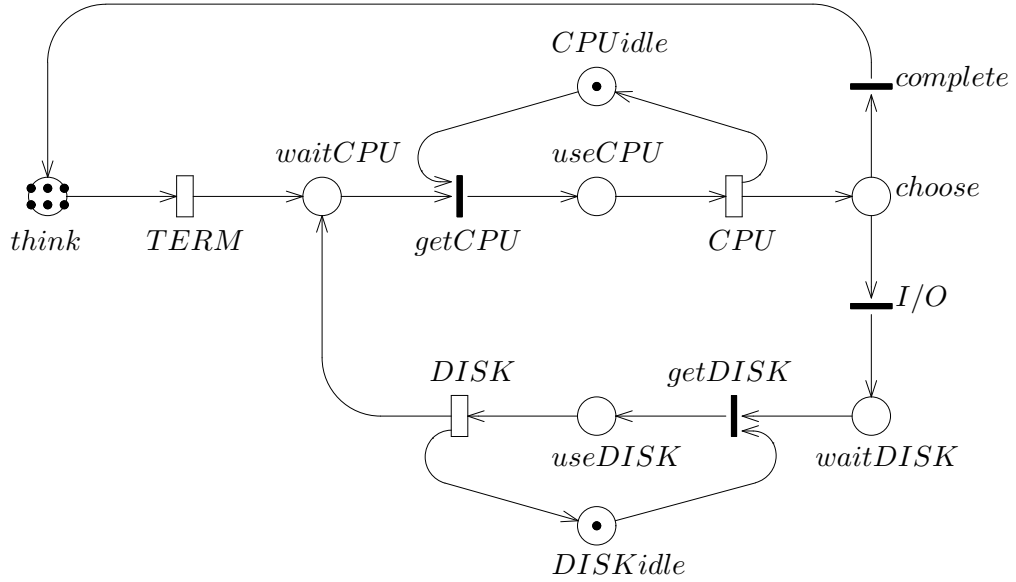 CPUidle
complete
waitCPU
useCPU
choose
think
TERM
getCPU
CPU
I/O
DISK
getDISK
useDISK
waitDISK
DISKidle